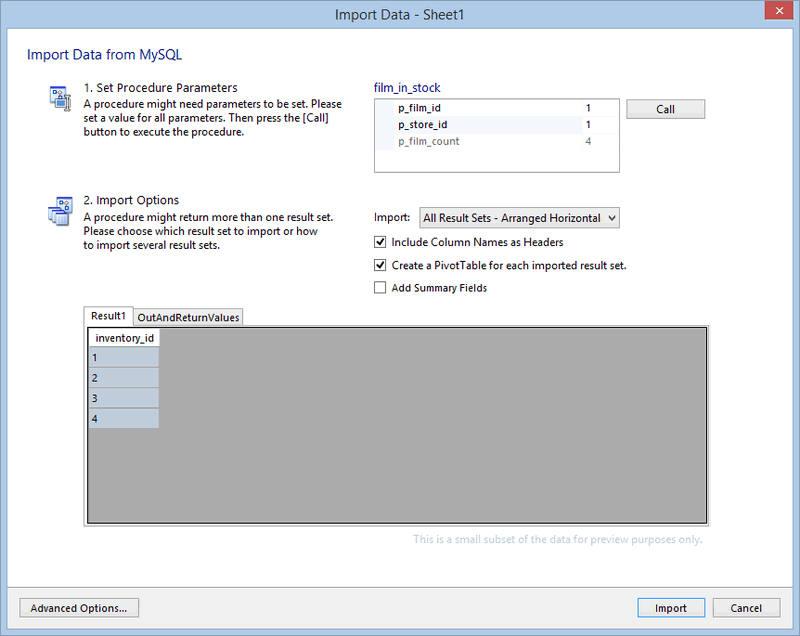 Import Data - Sheet1
Import Data from MySQL
1. Set Procedure Parameters
A procedure might need parameters to be set. Please
set a value for all parameters. Then press the [Call]
button to execute the procedure.
film_in_stock
p_film_id 1
p_store_id 1
p_film_count 4
Call
2. Import Options
A procedure might return more than one result set.
Please choose which result set to import or how
to import several result sets.
Import: All Result Sets - Arranged Horizontal
Include Column Names as Headers
Create a PivotTable for each imported result set.
Add Summary Fields
Result1 OutAndReturnValues
inventory_id
1
2
3
4
This is a small subset of the data for preview purposes only.
Advanced Options... Import Cancel